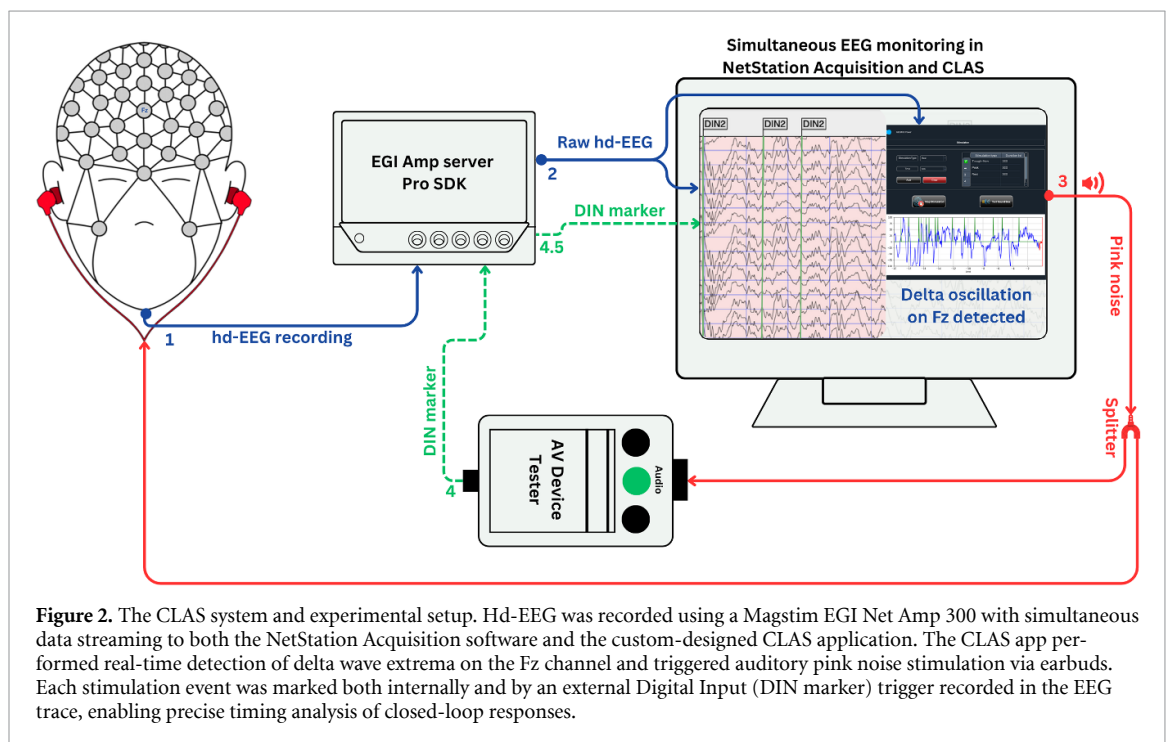 Simultaneous EEG monitoring in
NetStation Acquisition and CLAS
Fz
EGI Amp server
Pro SDK
Raw hd-EEG
2
DIN2
DIN2
DIN2
3
DIN marker
4.5
Pink noise
Delta oscillation
on Fz detected
1
hd-EEG recording
DIN marker
4
AV Device
Tester
Audio
Splitter
Figure 2. The CLAS system and experimental setup. Hd-EEG was recorded using a Magstim EGI Net Amp 300 with simultaneous
data streaming to both the NetStation Acquisition software and the custom-designed CLAS application. The CLAS app per-
formed real-time detection of delta wave extrema on the Fz channel and triggered auditory pink noise stimulation via earbuds.
Each stimulation event was marked both internally and by an external Digital Input (DIN marker) trigger recorded in the EEG
trace, enabling precise timing analysis of closed-loop responses.